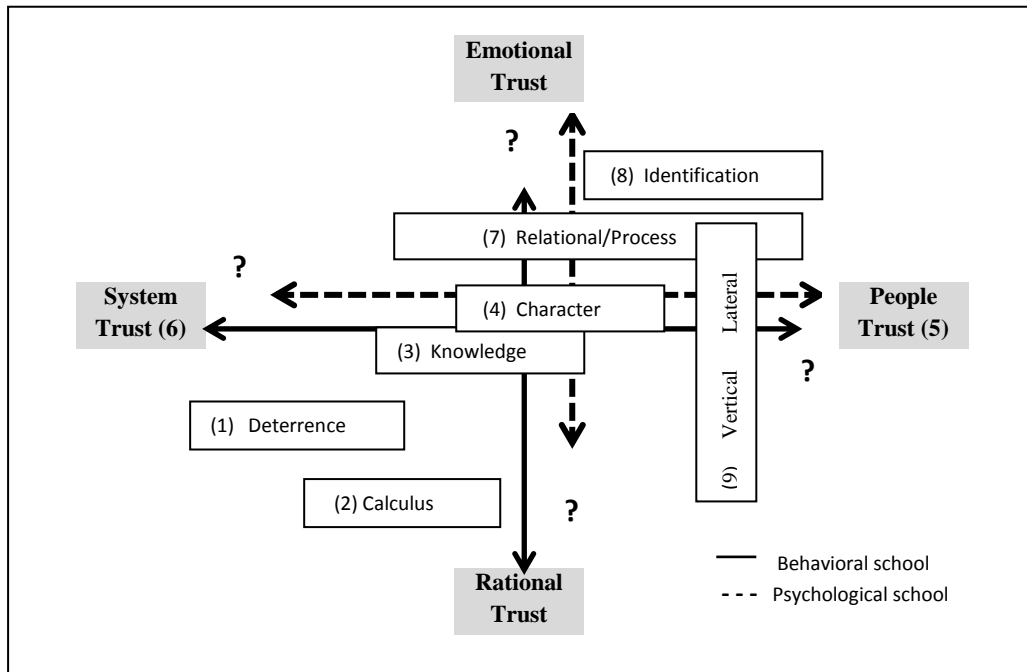 Emotional
Trust
?
(8) Identification
(7) Relational/Process
?
System
Trust (6)
(4) Character
People
Trust (5)
(3) Knowledge
?
(9) Vertical Lateral
(1) Deterrence
(2) Calculus
?
Rational
Trust
Behavioral school
Psychological school